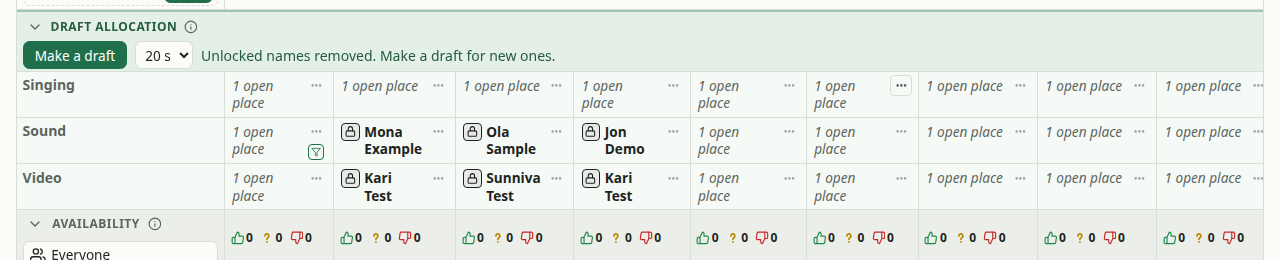 DRAFT ALLOCATION
Make a draft 20 s Unlocked names removed. Make a draft for new ones.
Singing 1 open place 1 open place 1 open place 1 open place 1 open place 1 open place 1 open place 1 open place 1 open place
Sound 1 open place Mona Example Ola Sample Jon Demo 1 open place 1 open place 1 open place 1 open place 1 open place
Video 1 open place Kari Test Sunniva Test Kari Test 1 open place 1 open place 1 open place 1 open place 1 open place
AVAILABILITY
0 ? 0 0 0 ? 0 0 0 ? 0 0 0 ? 0 0 0 ? 0 0 0 ? 0 0 0 ? 0 0 0 ? 0 0 0 ? 0 0
Everyone